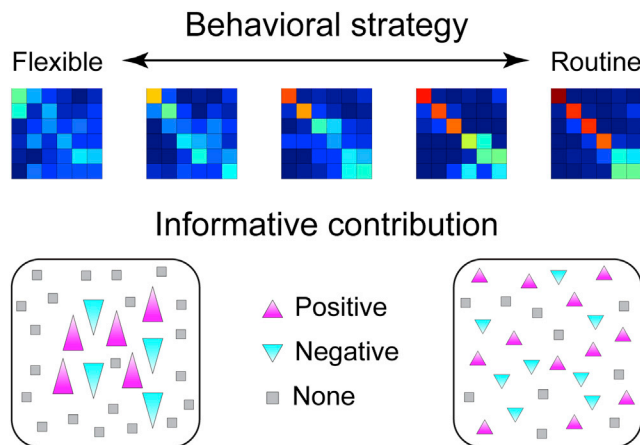 Behavioral strategy
Flexible
Routine
Informative contribution
Positive
Negative
None